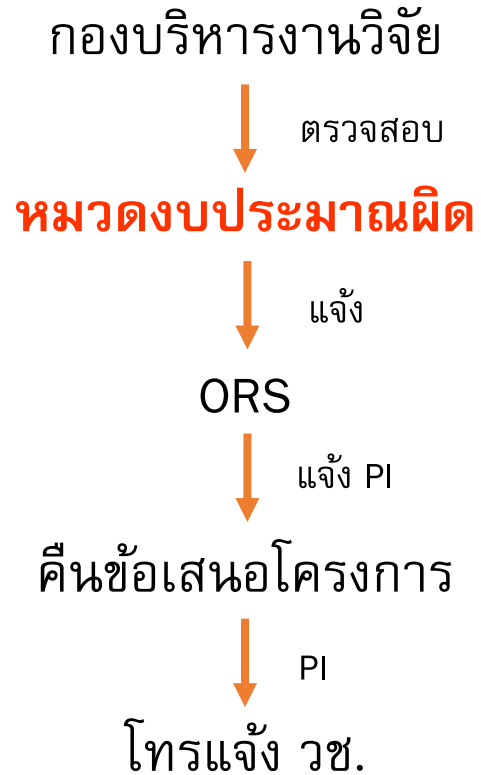 กองบริหารงานวิจัย
ตรวจสอบ
หมวดงบประมาณผิด
แจ้ง
ORS
แจ้ง PI
คืนข้อเสนอโครงการ
PI
โทรแจ้ง วช.